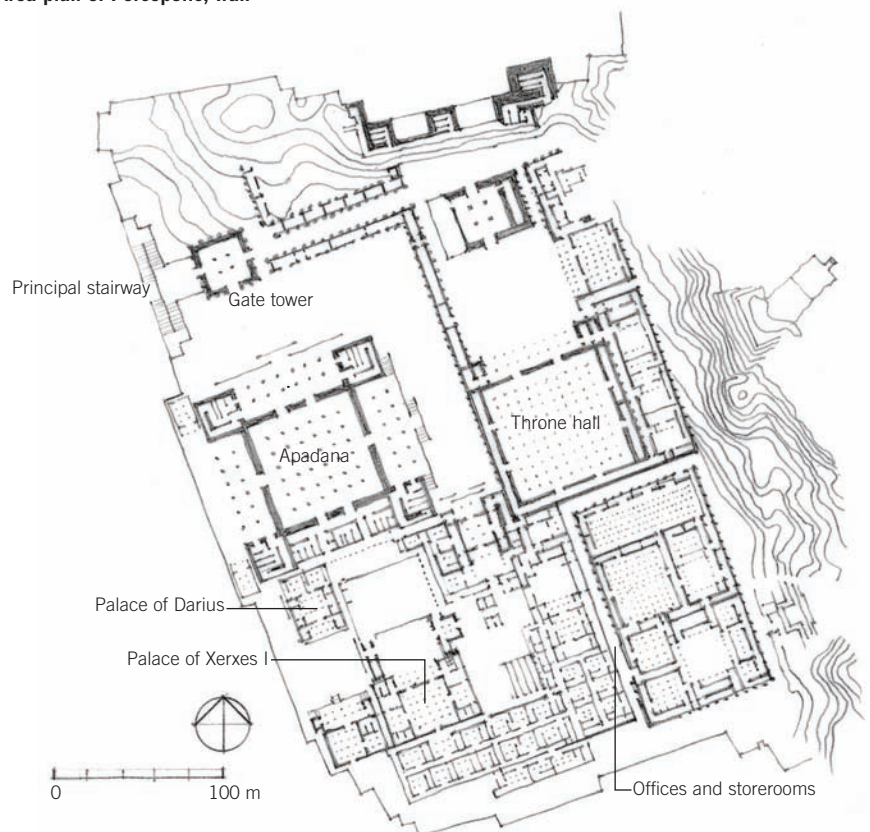 Principal stairway
Gate tower
Throne hall
Apadana
Palace of Darius
Palace of Xerxes I
Offices and storerooms
0
100 m